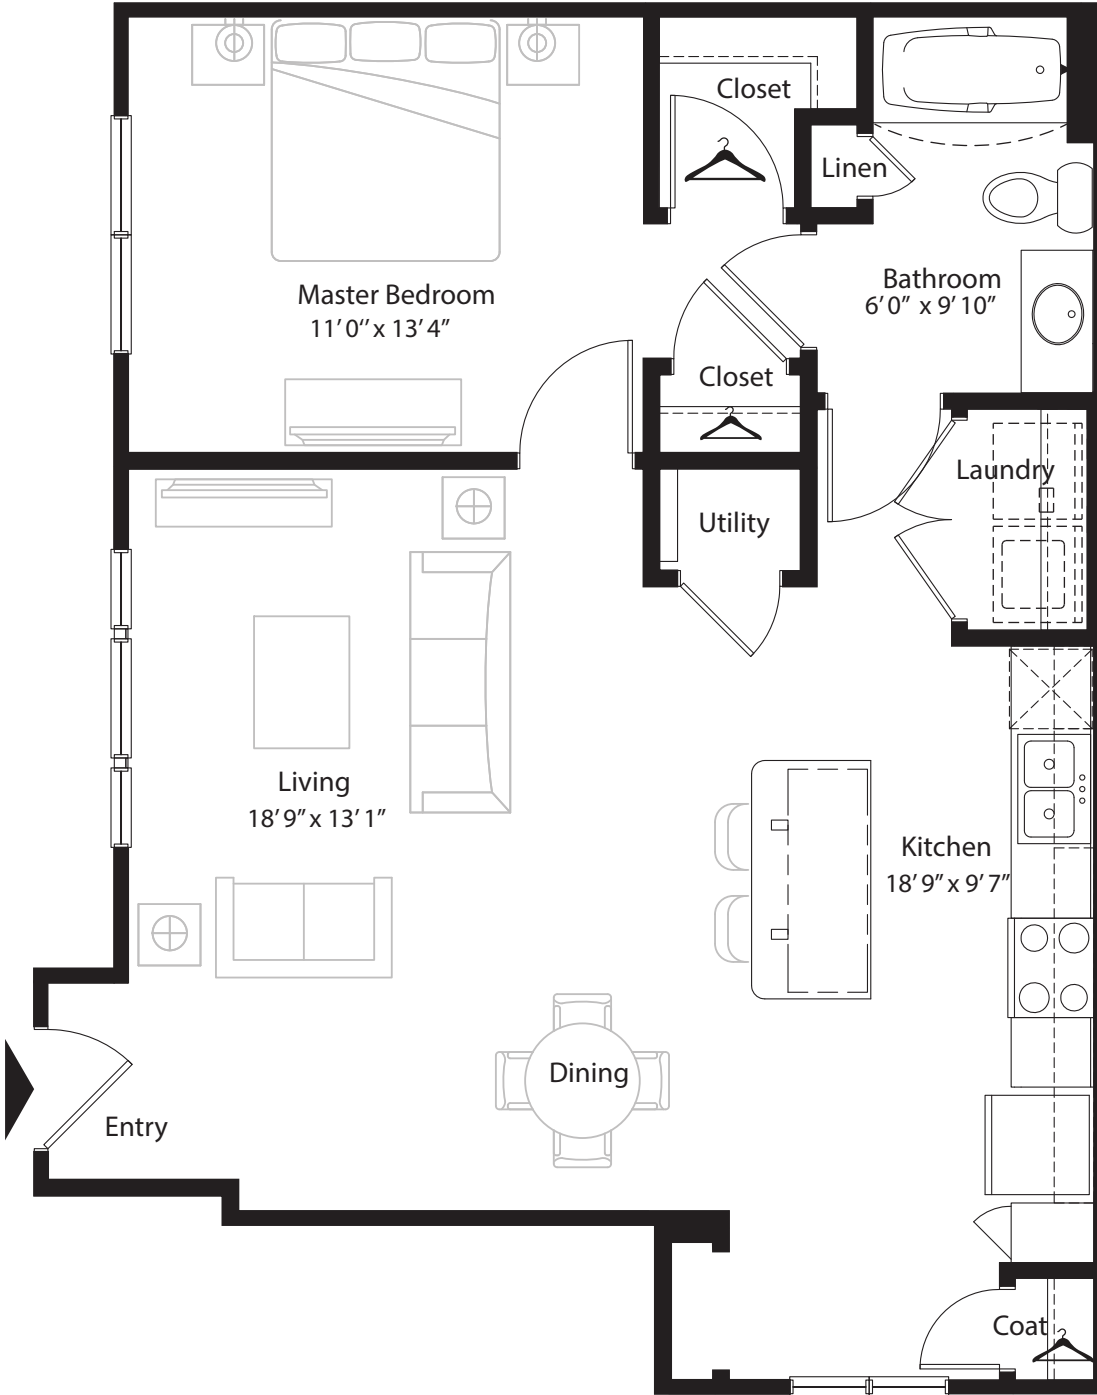 Closet
Linen
Bathroom
6’0” x 9’10”
Master Bedroom
11’0” x 13’4”
Closet
Laundry
Utility
Living
18’9” x 13’1”
Kitchen
18’9” x 9’7”
Dining
Entry
Coat